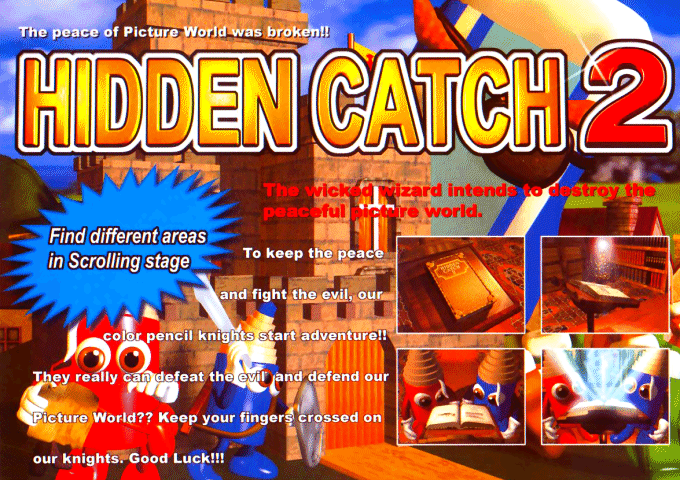 The peace of Picture World was broken!!
HIDDEN CATCH 2
The wicked wizard intends to destroy the
peaceful picture world.
Find different areas
in Scrolling stage
To keep the peace
and fight the evil, our
color pencil knights start adventure!!
They really can defeat the evil and defend our
Picture World?? Keep your fingers crossed on
our knights. Good Luck!!!